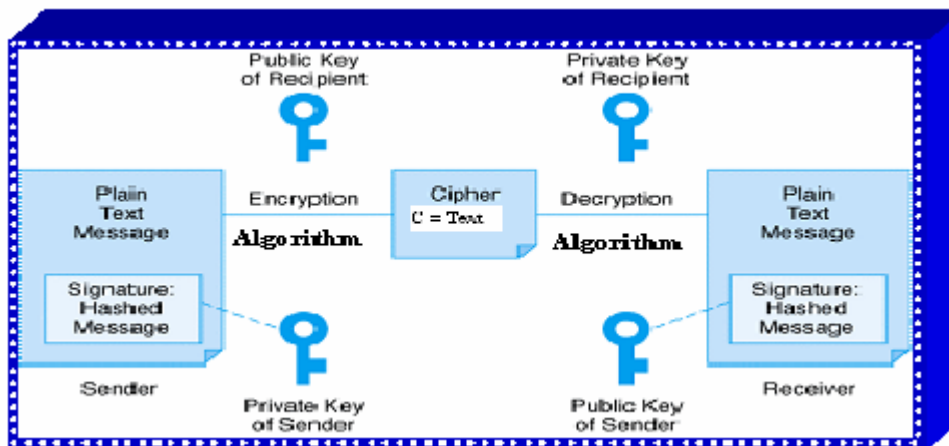 Public Key
of Recipient
Private Key
of Recipient
Plain
Text
Message
Encryption
Algorithm
Cipher
C = Text
Decryption
Algorithm
Plain
Text
Message
Signature:
Hashed
Message
Signature:
Hashed
Message
Sender
Private Key
of Sender
Public Key
of Sender
Receiver